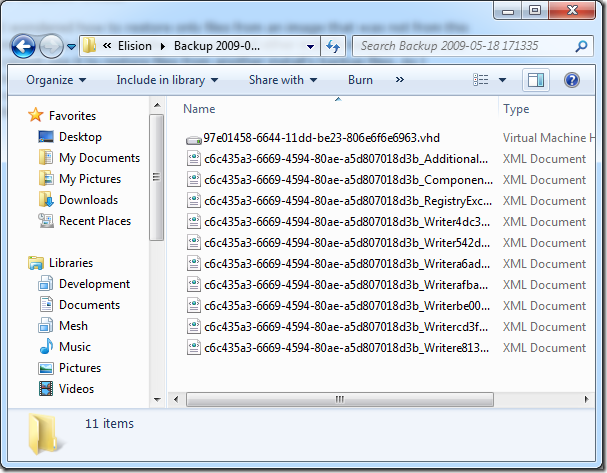 « Elision ▸ Backup 2009-0...
Search Backup 2009-05-18 171335
Organize Include in library Share with Burn »
Favorites
Desktop
My Documents
My Pictures
Downloads
Recent Places
Libraries
Development
Documents
Mesh
Music
Pictures
Videos
Name Type
97e01458-6644-11dd-be23-806e6f6e6963.vhd Virtual Machine H
c6c435a3-6669-4594-80ae-a5d807018d3b_Additional... XML Document
c6c435a3-6669-4594-80ae-a5d807018d3b_Componen... XML Document
c6c435a3-6669-4594-80ae-a5d807018d3b_RegistryExc... XML Document
c6c435a3-6669-4594-80ae-a5d807018d3b_Writer4dc3... XML Document
c6c435a3-6669-4594-80ae-a5d807018d3b_Writer542d... XML Document
c6c435a3-6669-4594-80ae-a5d807018d3b_Writera6ad... XML Document
c6c435a3-6669-4594-80ae-a5d807018d3b_Writerafba... XML Document
c6c435a3-6669-4594-80ae-a5d807018d3b_Writerbe00... XML Document
c6c435a3-6669-4594-80ae-a5d807018d3b_Writercd3f... XML Document
c6c435a3-6669-4594-80ae-a5d807018d3b_Writere813... XML Document
11 items